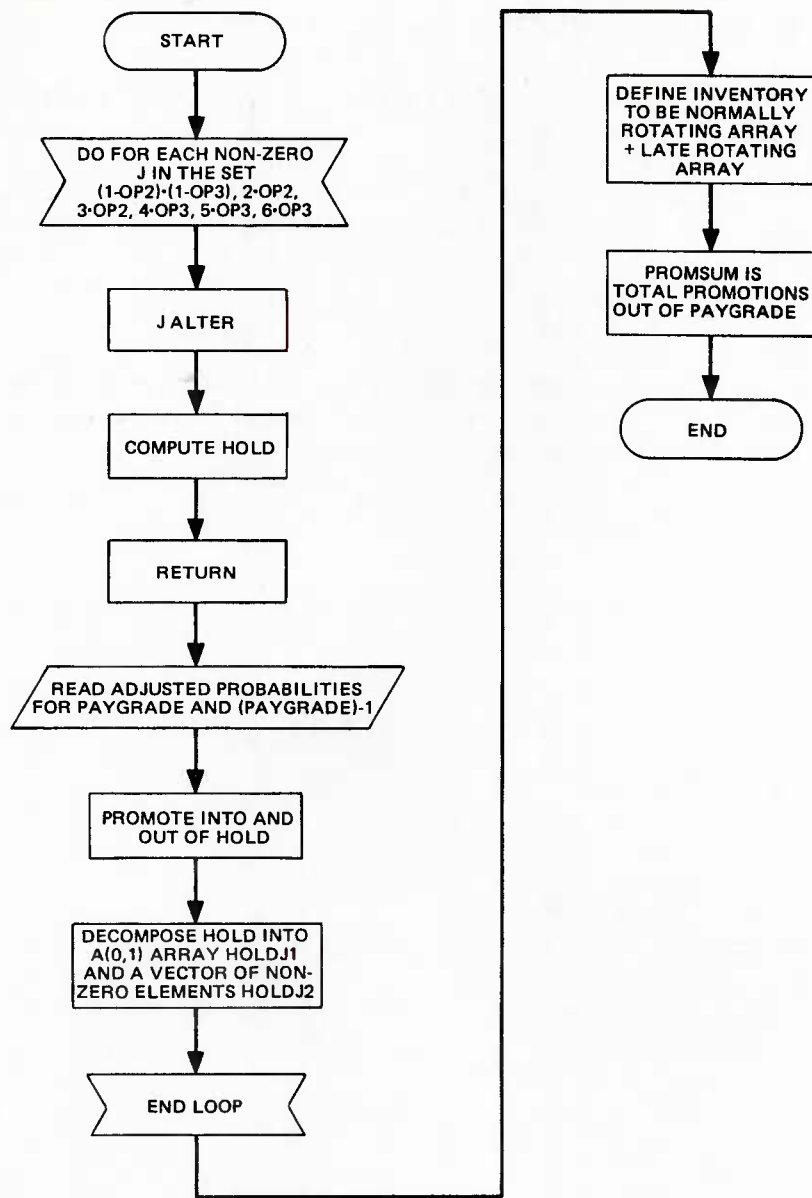 START
DO FOR EACH NON-ZERO
J IN THE SET
(1-OP2)·(1-OP3), 2·OP2,
3·OP2, 4·OP3, 5·OP3, 6·OP3
J ALTER
COMPUTE HOLD
RETURN
READ ADJUSTED PROBABILITIES
FOR PAYGRADE AND (PAYGRADE)-1
PROMOTE INTO AND
OUT OF HOLD
DECOMPOSE HOLD INTO
A(0,1) ARRAY HOLDJ1
AND A VECTOR OF NON-
ZERO ELEMENTS HOLDJ2
END LOOP
DEFINE INVENTORY
TO BE NORMALLY
ROTATING ARRAY
+ LATE ROTATING
ARRAY
PROMSUM IS
TOTAL PROMOTIONS
OUT OF PAYGRADE
END